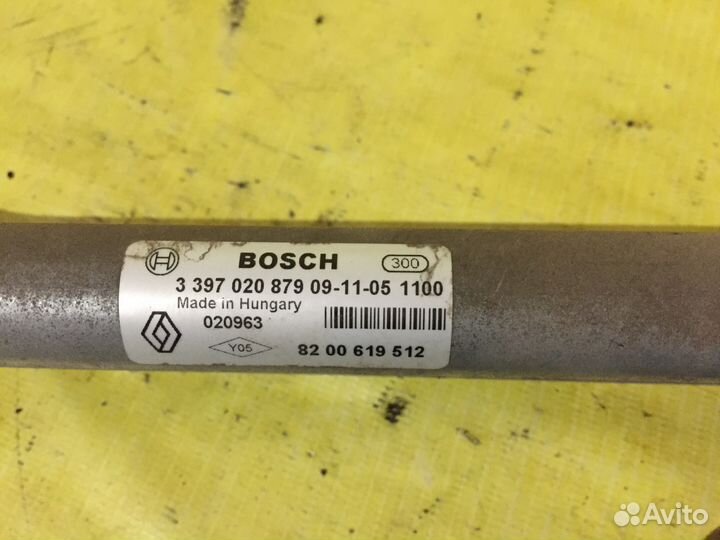 BOSCH 300
3 397 020 879 09-11-05 1100
Made in Hungary
020963
Y05 82 00 619 512
Avito